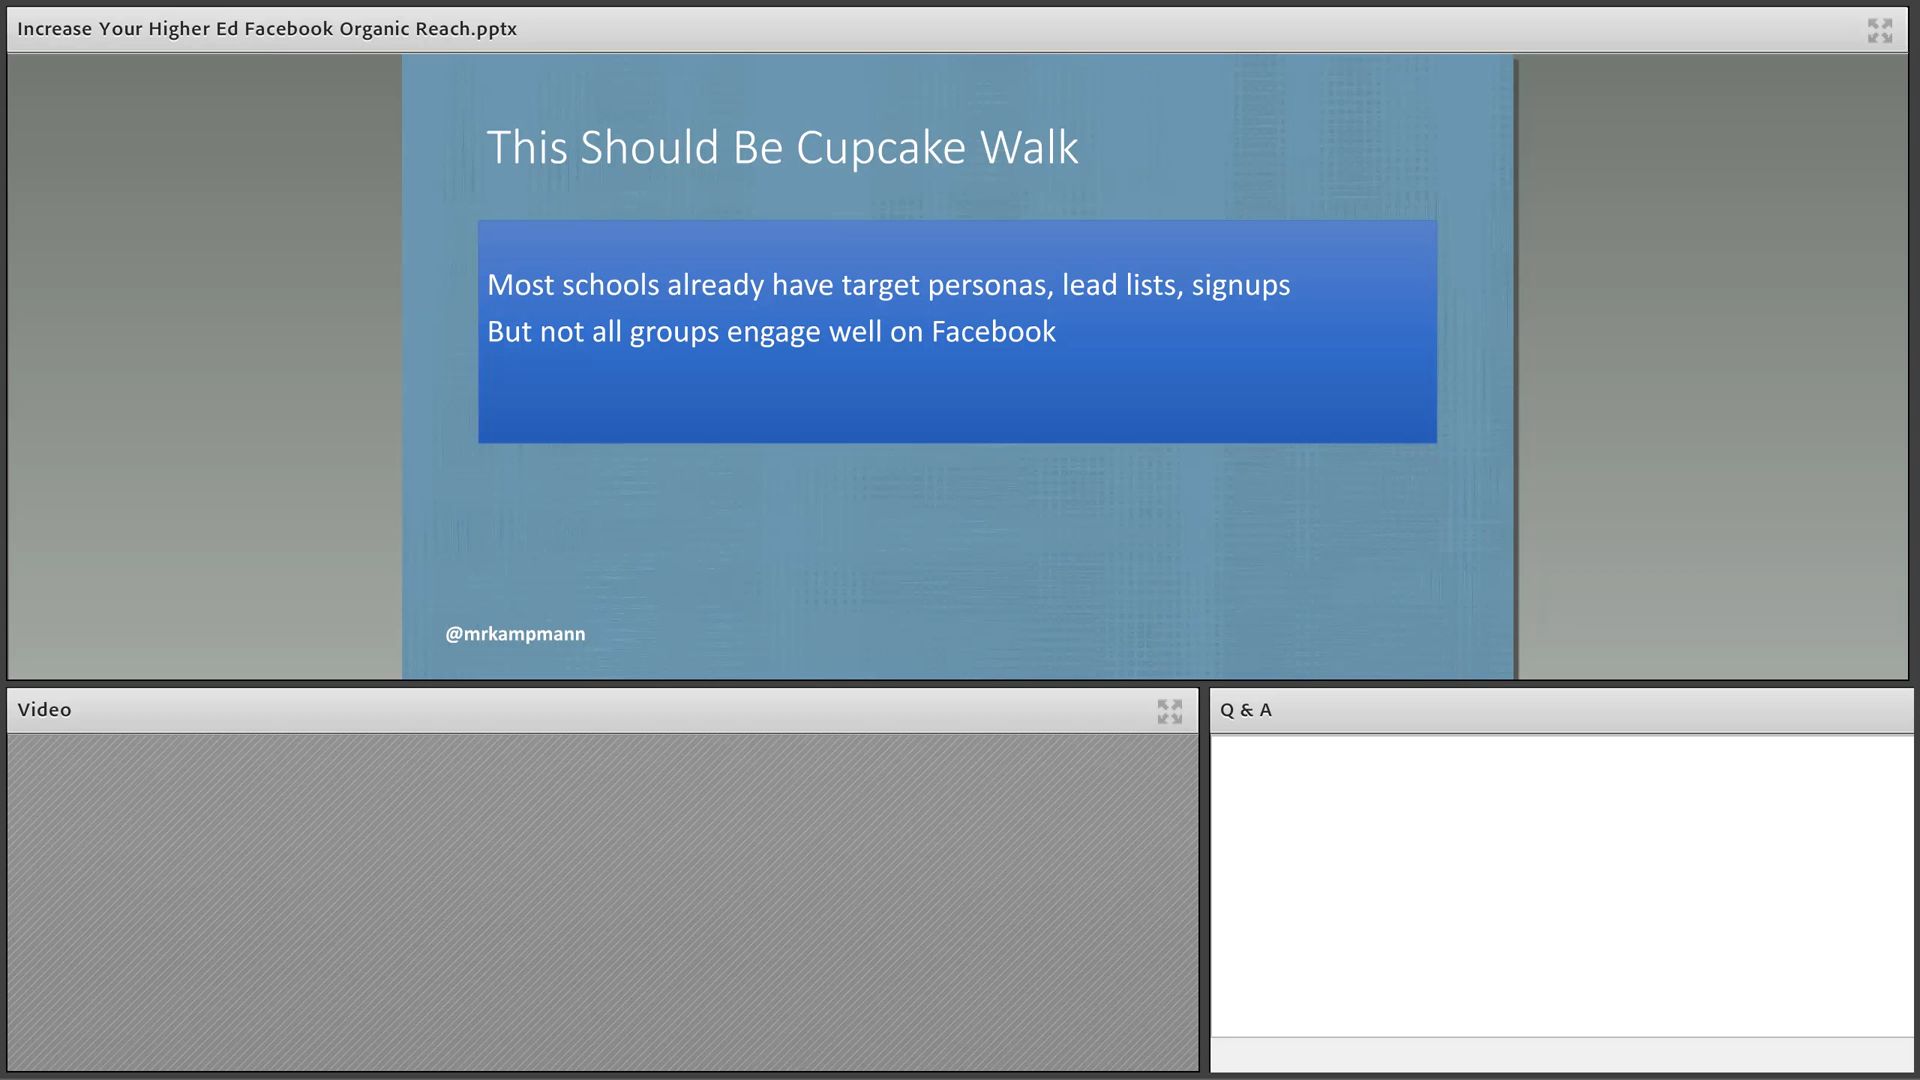 Increase Your Higher Ed Facebook Organic Reach.pptx
This Should Be Cupcake Walk
Most schools already have target personas, lead lists, signups
But not all groups engage well on Facebook
@mrkampmann
Video
Q & A